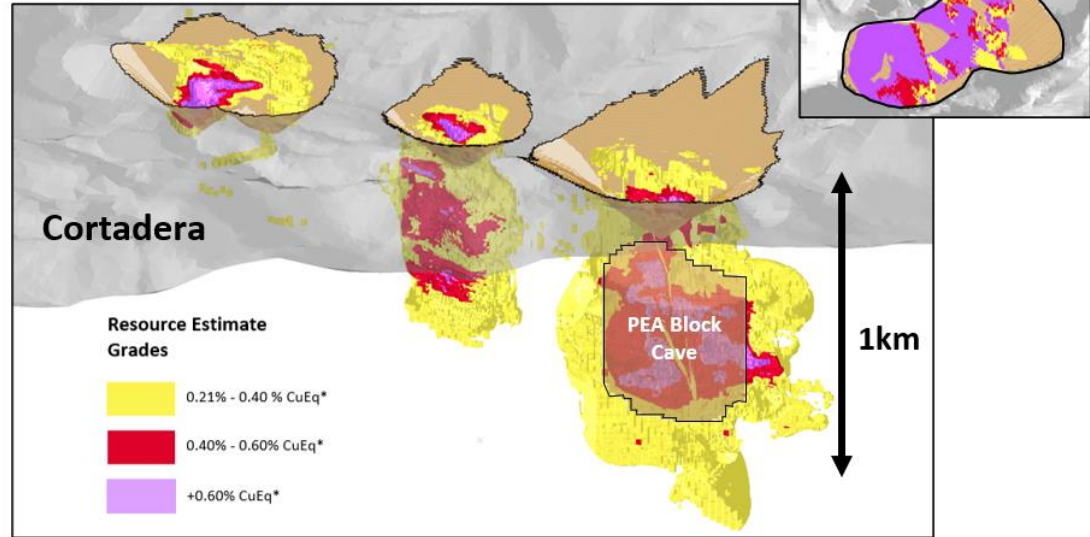 Cortadera
PEA Block
Cave
1km
Resource Estimate
Grades
0.21% - 0.40 % CuEq*
0.40% - 0.60% CuEq*
+0.60% CuEq*